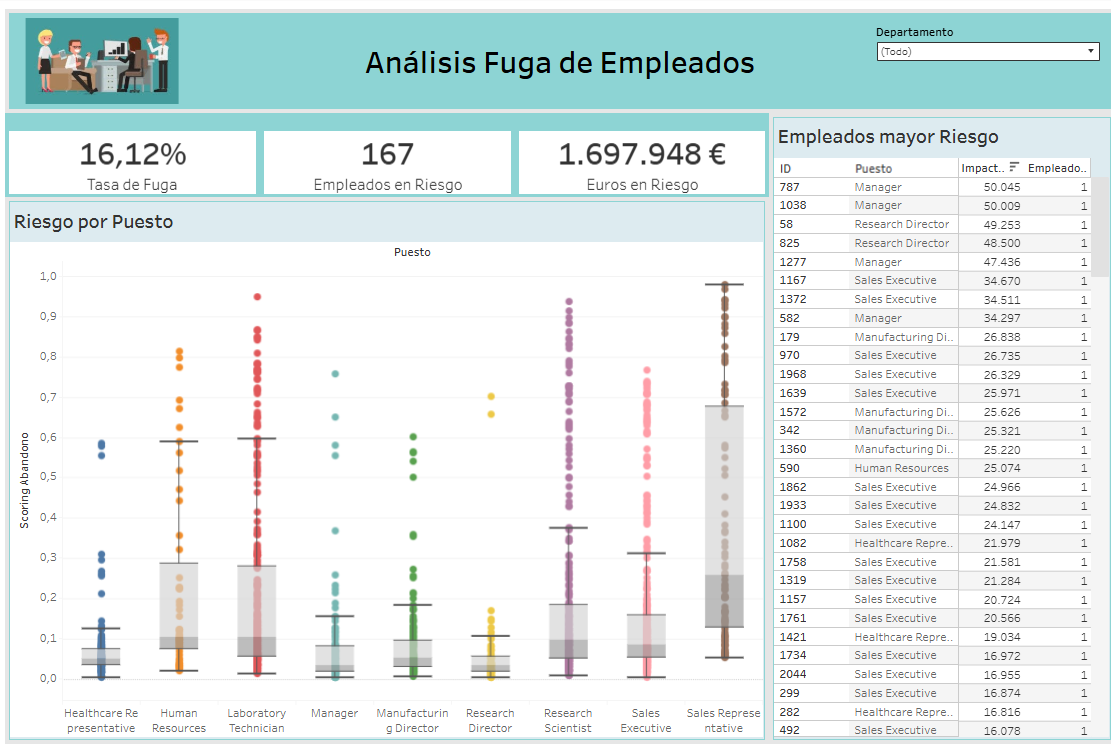 Departamento
(Todo)
Análisis Fuga de Empleados
16,12%
Tasa de Fuga
167
Empleados en Riesgo
1.697.948 €
Euros en Riesgo
Riesgo por Puesto
Puesto
Scoring Abandono
1,0
0,9
0,8
0,7
0,6
0,5
0,4
0,3
0,2
0,1
0,0
Healthcare Re
presentative
Human
Resources
Laboratory
Technician
Manager
Manufacturin
g Director
Research
Director
Research
Scientist
Sales
Executive
Sales Represe
ntative
Empleados mayor Riesgo
ID Puesto Impact.. Empleado..
787 Manager 50.045 1
1038 Manager 50.009 1
58 Research Director 49.253 1
825 Research Director 48.500 1
1277 Manager 47.436 1
1167 Sales Executive 34.670 1
1372 Sales Executive 34.511 1
582 Manager 34.297 1
179 Manufacturing Di.. 26.838 1
970 Sales Executive 26.735 1
1968 Sales Executive 26.329 1
1639 Sales Executive 25.971 1
1572 Manufacturing Di.. 25.626 1
342 Manufacturing Di.. 25.321 1
1360 Manufacturing Di.. 25.220 1
590 Human Resources 25.074 1
1862 Sales Executive 24.966 1
1933 Sales Executive 24.832 1
1100 Sales Executive 24.147 1
1082 Healthcare Repre.. 21.979 1
1758 Sales Executive 21.581 1
1319 Sales Executive 21.284 1
1157 Sales Executive 20.724 1
1761 Sales Executive 20.566 1
1421 Healthcare Repre.. 19.034 1
1734 Sales Executive 16.972 1
2044 Sales Executive 16.955 1
299 Sales Executive 16.874 1
282 Healthcare Repre.. 16.816 1
492 Sales Executive 16.078 1